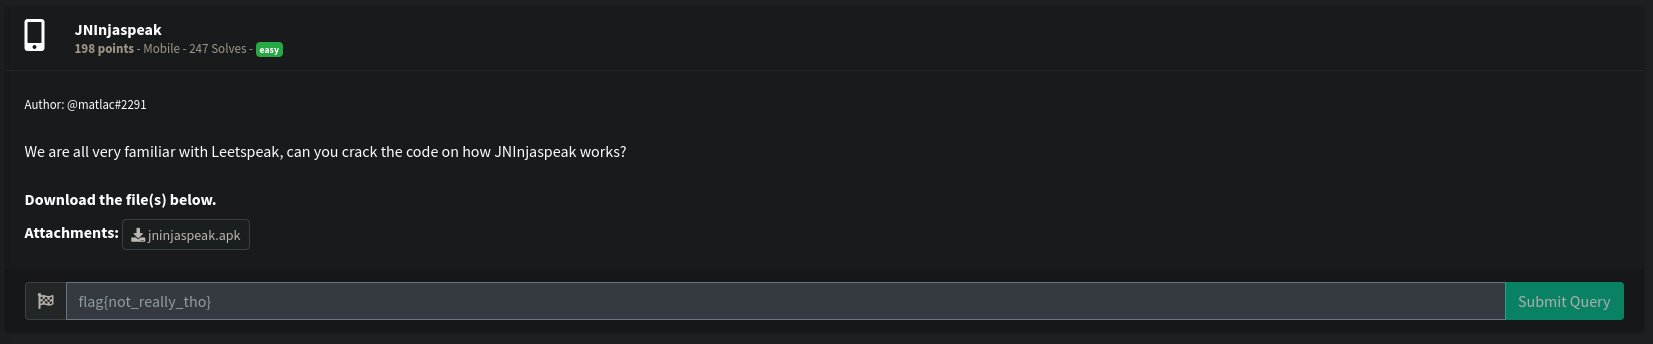 JNInjaspeak
198 points - Mobile - 247 Solves - easy
Author: @matlac#2291
We are all very familiar with Leetspeak, can you crack the code on how JNInjaspeak works?
Download the file(s) below.
Attachments: jninjaspeak.apk
flag{not_really_tho} Submit Query